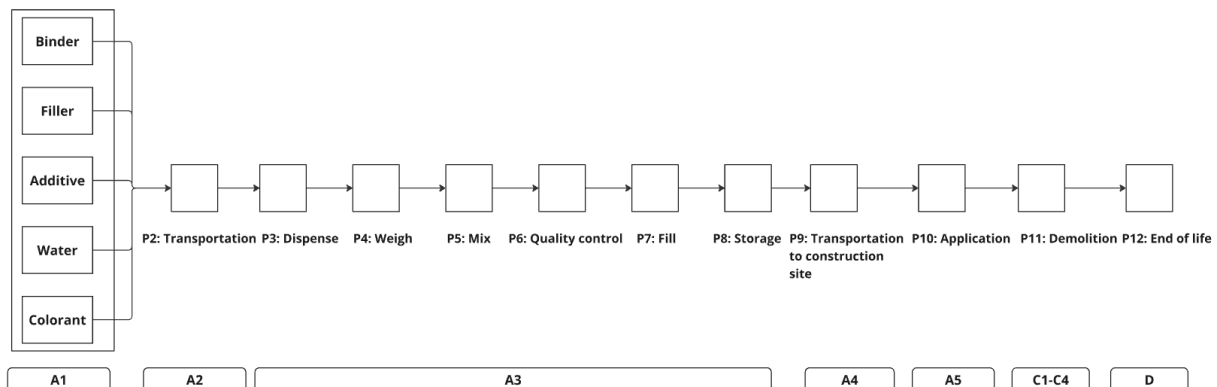 Binder
Filler
Additive
Water
Colorant
P2: Transportation
P3: Dispense
P4: Weigh
P5: Mix
P6: Quality control
P7: Fill
P8: Storage
P9: Transportation
to construction
site
P10: Application
P11: Demolition
P12: End of life
A1
A2
A3
A4
A5
C1-C4
D